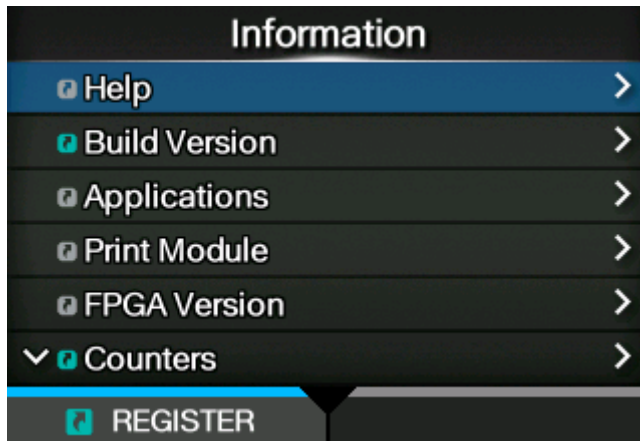 Information
Help
Build Version
Applications
Print Module
FPGA Version
Counters
REGISTER